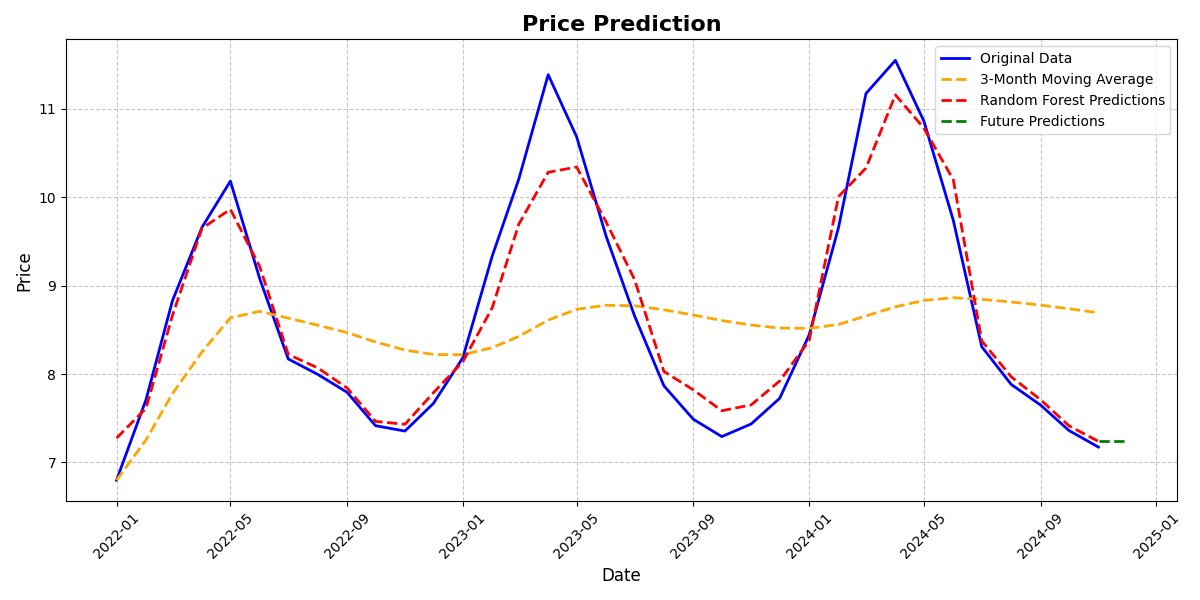 Price Prediction
Original Data
3-Month Moving Average
Random Forest Predictions
Future Predictions
Price
11
10
9
8
7
2022-01
2022-05
2022-09
2023-01
2023-05
2023-09
2024-01
2024-05
2024-09
2025-01
Date